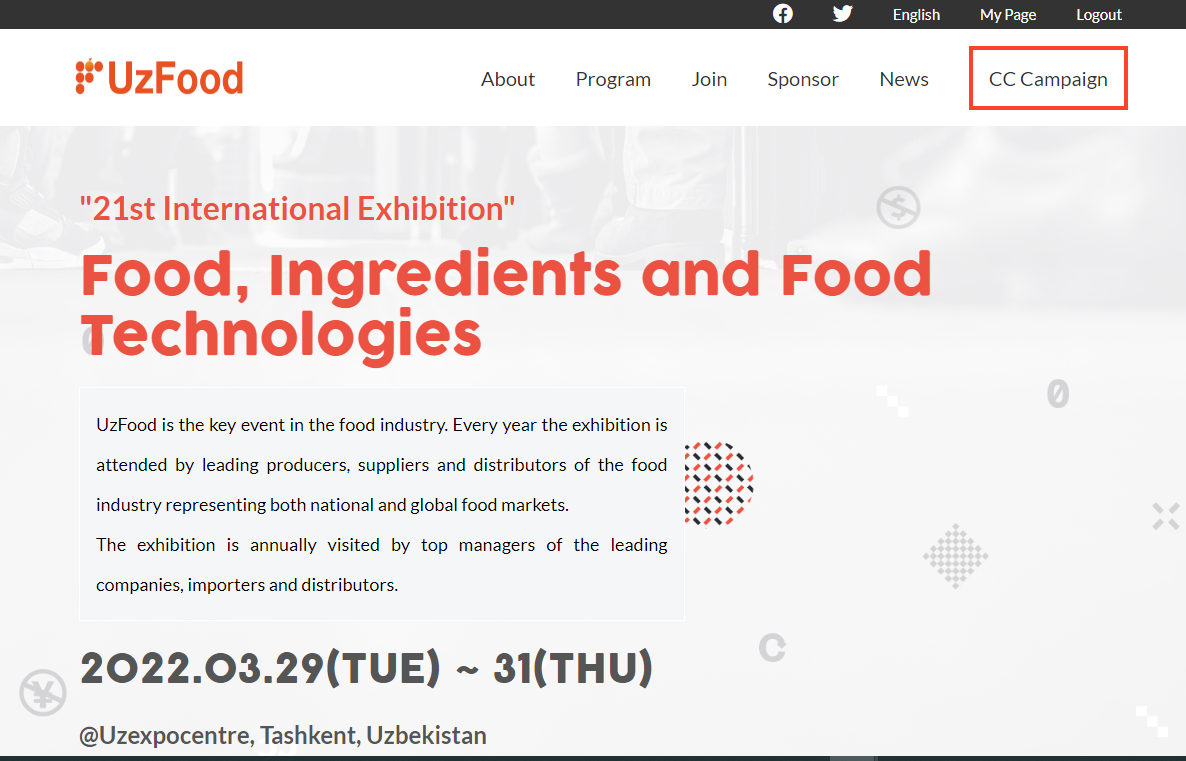 English My Page Logout
UzFood About Program Join Sponsor News CC Campaign
"21st International Exhibition"
Food, Ingredients and Food
Technologies
UzFood is the key event in the food industry. Every year the exhibition is
attended by leading producers, suppliers and distributors of the food
industry representing both national and global food markets.
The exhibition is annually visited by top managers of the leading
companies, importers and distributors.
2022.03.29(TUE) ~ 31(THU)
@Uzexpocentre, Tashkent, Uzbekistan